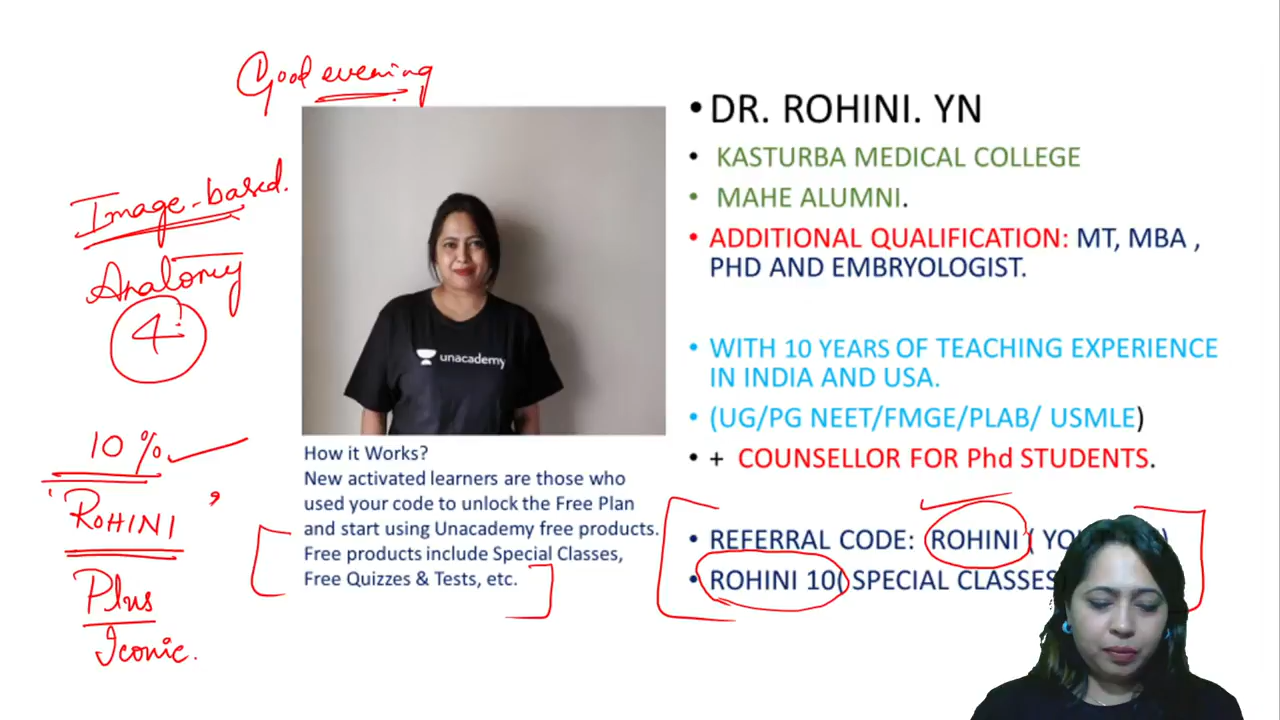 Good evening
Image-based.
Anatomy
4
10%
'ROHINI'
Plus
Iconic.
unacademy
How it Works?
New activated learners are those who
used your code to unlock the Free Plan
and start using Unacademy free products.
Free products include Special Classes,
Free Quizzes & Tests, etc.
•DR. ROHINI. YN
• KASTURBA MEDICAL COLLEGE
• MAHE ALUMNI.
• ADDITIONAL QUALIFICATION: MT, MBA ,
PHD AND EMBRYOLOGIST.
• WITH 10 YEARS OF TEACHING EXPERIENCE
IN INDIA AND USA.
• (UG/PG NEET/FMGE/PLAB/ USMLE)
• + COUNSELLOR FOR Phd STUDENTS.
• REFERRAL CODE: ROHINI ( )
• ROHINI 10( SPECIAL CLASSES